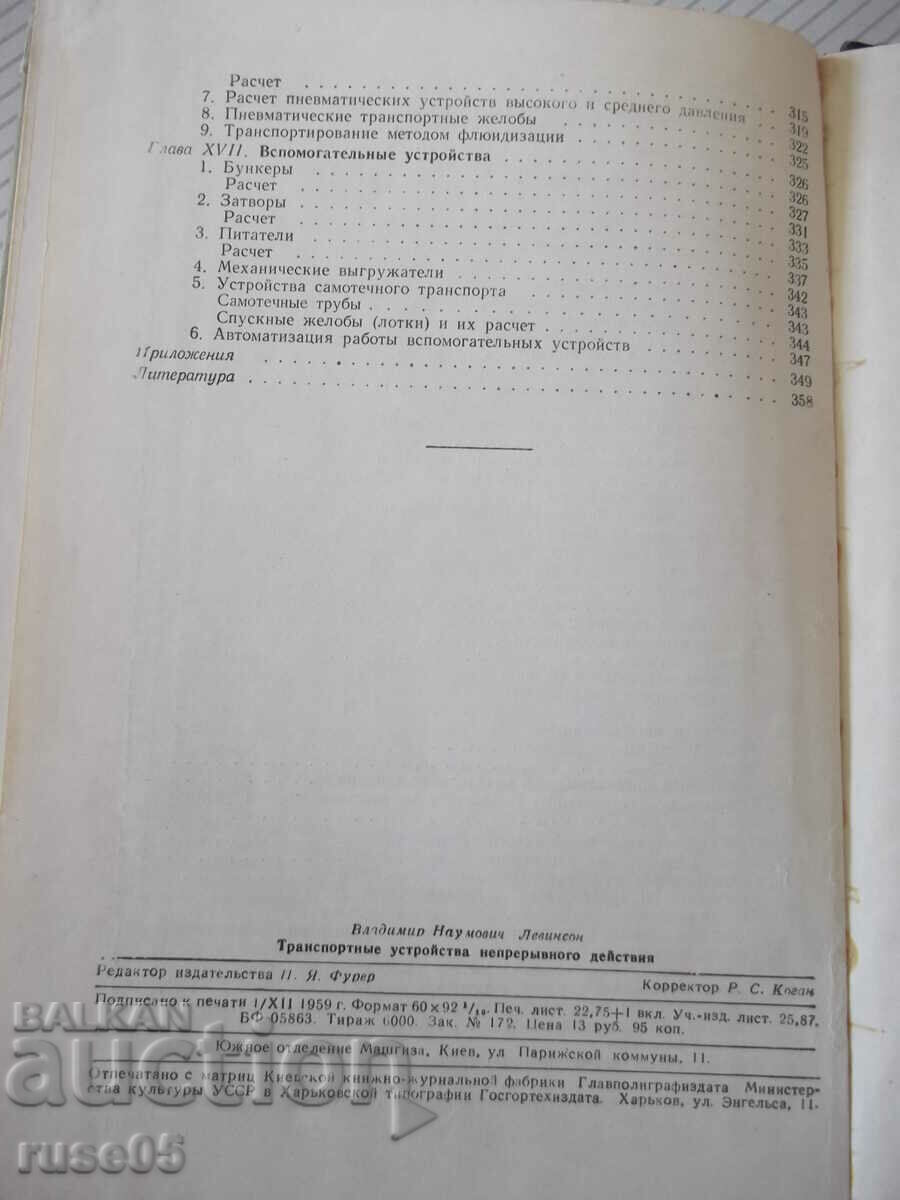 Расчет . . . . . . . . . . . . . . . 315
7. Расчет пневматических устройств высокого и среднего давления . 319
8. Пневматические транспортные желобы . . . . . . . . 322
9. Транспортирование методом флюидизации . . . . . . . 325
Глава XVII. Вспомогательные устройства . . . . . . . . . 326
1. Бункеры . . . . . . . . . . . . . . . 326
Расчет . . . . . . . . . . . . . . . 327
2. Затворы . . . . . . . . . . . . . . . 331
Расчет . . . . . . . . . . . . . . . 333
3. Питатели . . . . . . . . . . . . . . . 335
Расчет . . . . . . . . . . . . . . . 337
4. Механические выгружатели . . . . . . . . . . . 342
5. Устройства самотечного транспорта . . . . . . . . . 343
Самотечные трубы . . . . . . . . . . . . . 343
Спускные желобы (лотки) и их расчет . . . . . . . . 344
6. Автоматизация работы вспомогательных устройств . . . . . 347
Приложения . . . . . . . . . . . . . . . 349
Литература . . . . . . . . . . . . . . . 358
Владимир Наумович Левинсон
Транспортные устройства непрерывного действия
Редактор издательства П. Я. Фурер Корректор Р. С. Коган
Подписано к печати 1/XII 1959 г. Формат 60×92 1/16. Печ. лист. 22,75+1 вкл. Уч.-изд. лист. 25,87.
БФ 05863. Тираж 6000. Зак. № 172. Цена 13 руб. 95 коп.
Южное отделение Машгиза, Киев, ул Парижской коммуны, 11.
Отпечатано с матриц Киевской книжно-журнальной фабрики Главполиграфиздата Министер-
ства культуры УССР в Харьковской типографии Госгортехиздата. Харьков, ул. Энгельса, 11.
BALKAN
auction
ruse05